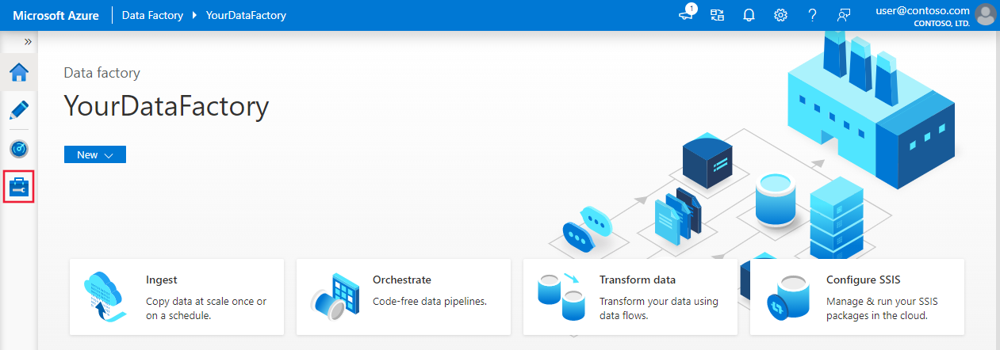 Microsoft Azure
Data Factory
YourDataFactory
1
user@contoso.com
CONTOSO, LTD.
»
Data factory
YourDataFactory
New
Ingest
Copy data at scale once or
on a schedule.
Orchestrate
Code-free data pipelines.
Transform data
Transform your data using
data flows.
Configure SSIS
Manage & run your SSIS
packages in the cloud.